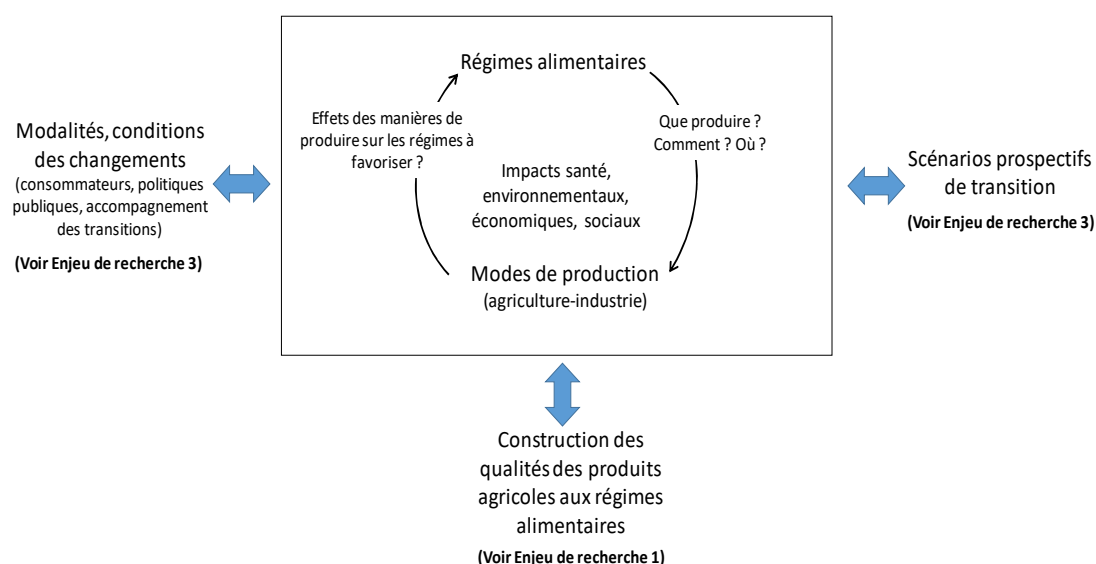 Régimes alimentaires
Effets des manières de
produire sur les régimes à
favoriser ?
Que produire ?
Comment ? Où ?
Impacts santé,
environnementaux,
économiques, sociaux
Modes de production
(agriculture-industrie)
Modalités, conditions
des changements
(consommateurs, politiques
publiques, accompagnement
des transitions)
(Voir Enjeu de recherche 3)
Scénarios prospectifs
de transition
(Voir Enjeu de recherche 3)
Construction des
qualités des produits
agricoles aux régimes
alimentaires
(Voir Enjeu de recherche 1)